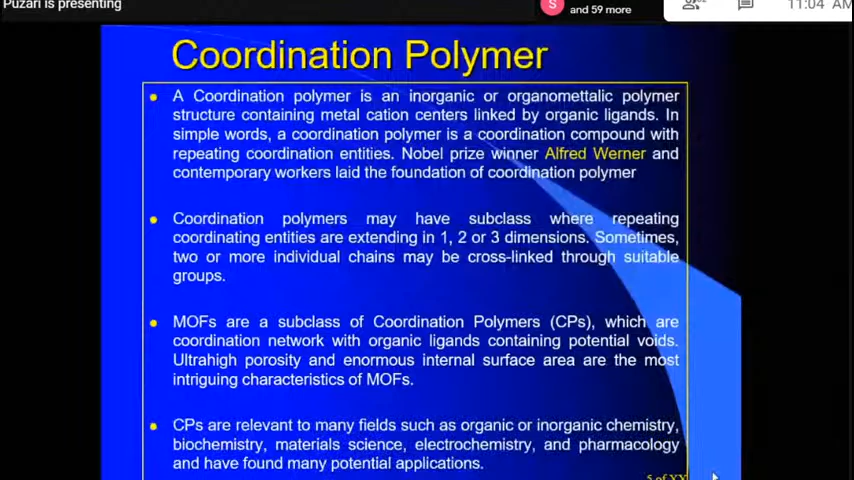 Puzari is presenting
S
and 59 more
11:04 AM
Coordination Polymer
A Coordination polymer is an inorganic or organomettalic polymer
structure containing metal cation centers linked by organic ligands. In
simple words, a coordination polymer is a coordination compound with
repeating coordination entities. Nobel prize winner Alfred Werner and
contemporary workers laid the foundation of coordination polymer
Coordination polymers may have subclass where repeating
coordinating entities are extending in 1, 2 or 3 dimensions. Sometimes,
two or more individual chains may be cross-linked through suitable
groups.
MOFs are a subclass of Coordination Polymers (CPs), which are
coordination network with organic ligands containing potential voids.
Ultrahigh porosity and enormous internal surface area are the most
intriguing characteristics of MOFs.
CPs are relevant to many fields such as organic or inorganic chemistry,
biochemistry, materials science, electrochemistry, and pharmacology
and have found many potential applications.
5 of XX